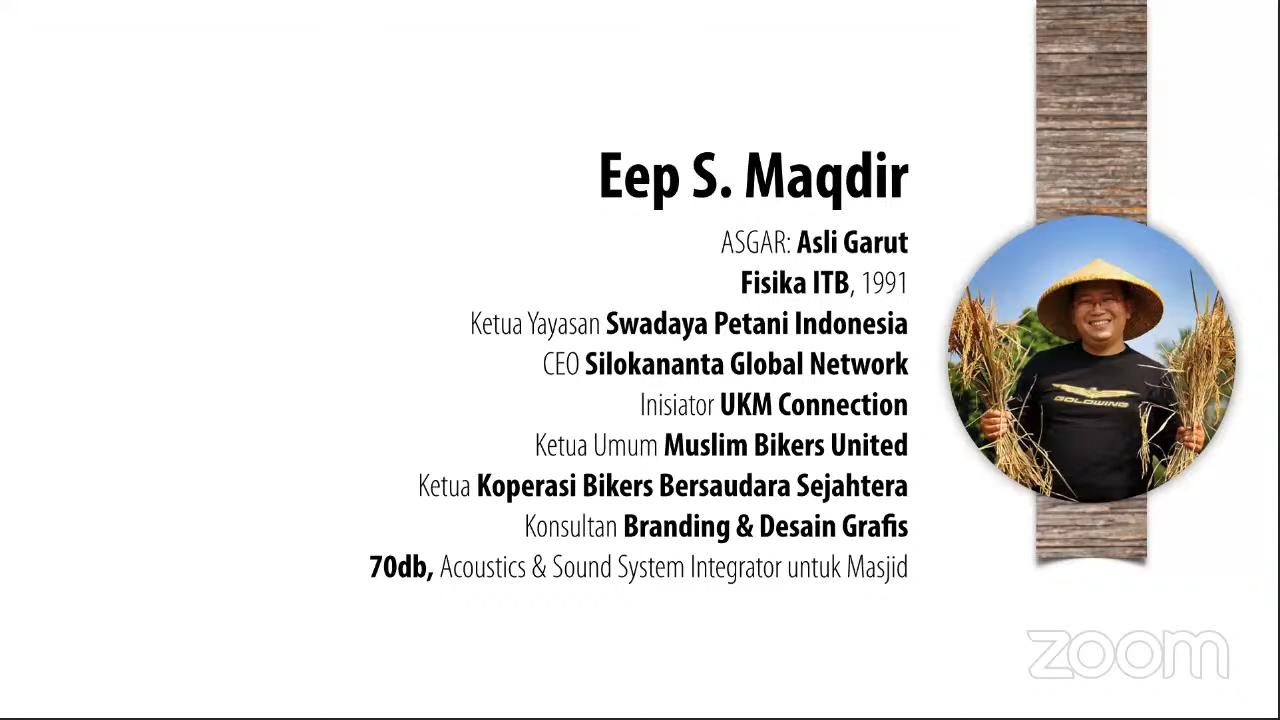 Eep S. Maqdir
ASGAR: Asli Garut
Fisika ITB, 1991
Ketua Yayasan Swadaya Petani Indonesia
CEO Silokananta Global Network
Inisiator UKM Connection
Ketua Umum Muslim Bikers United
Ketua Koperasi Bikers Bersaudara Sejahtera
Konsultan Branding & Desain Grafis
70db, Acoustics & Sound System Integrator untuk Masjid
GOLDWING
zoom